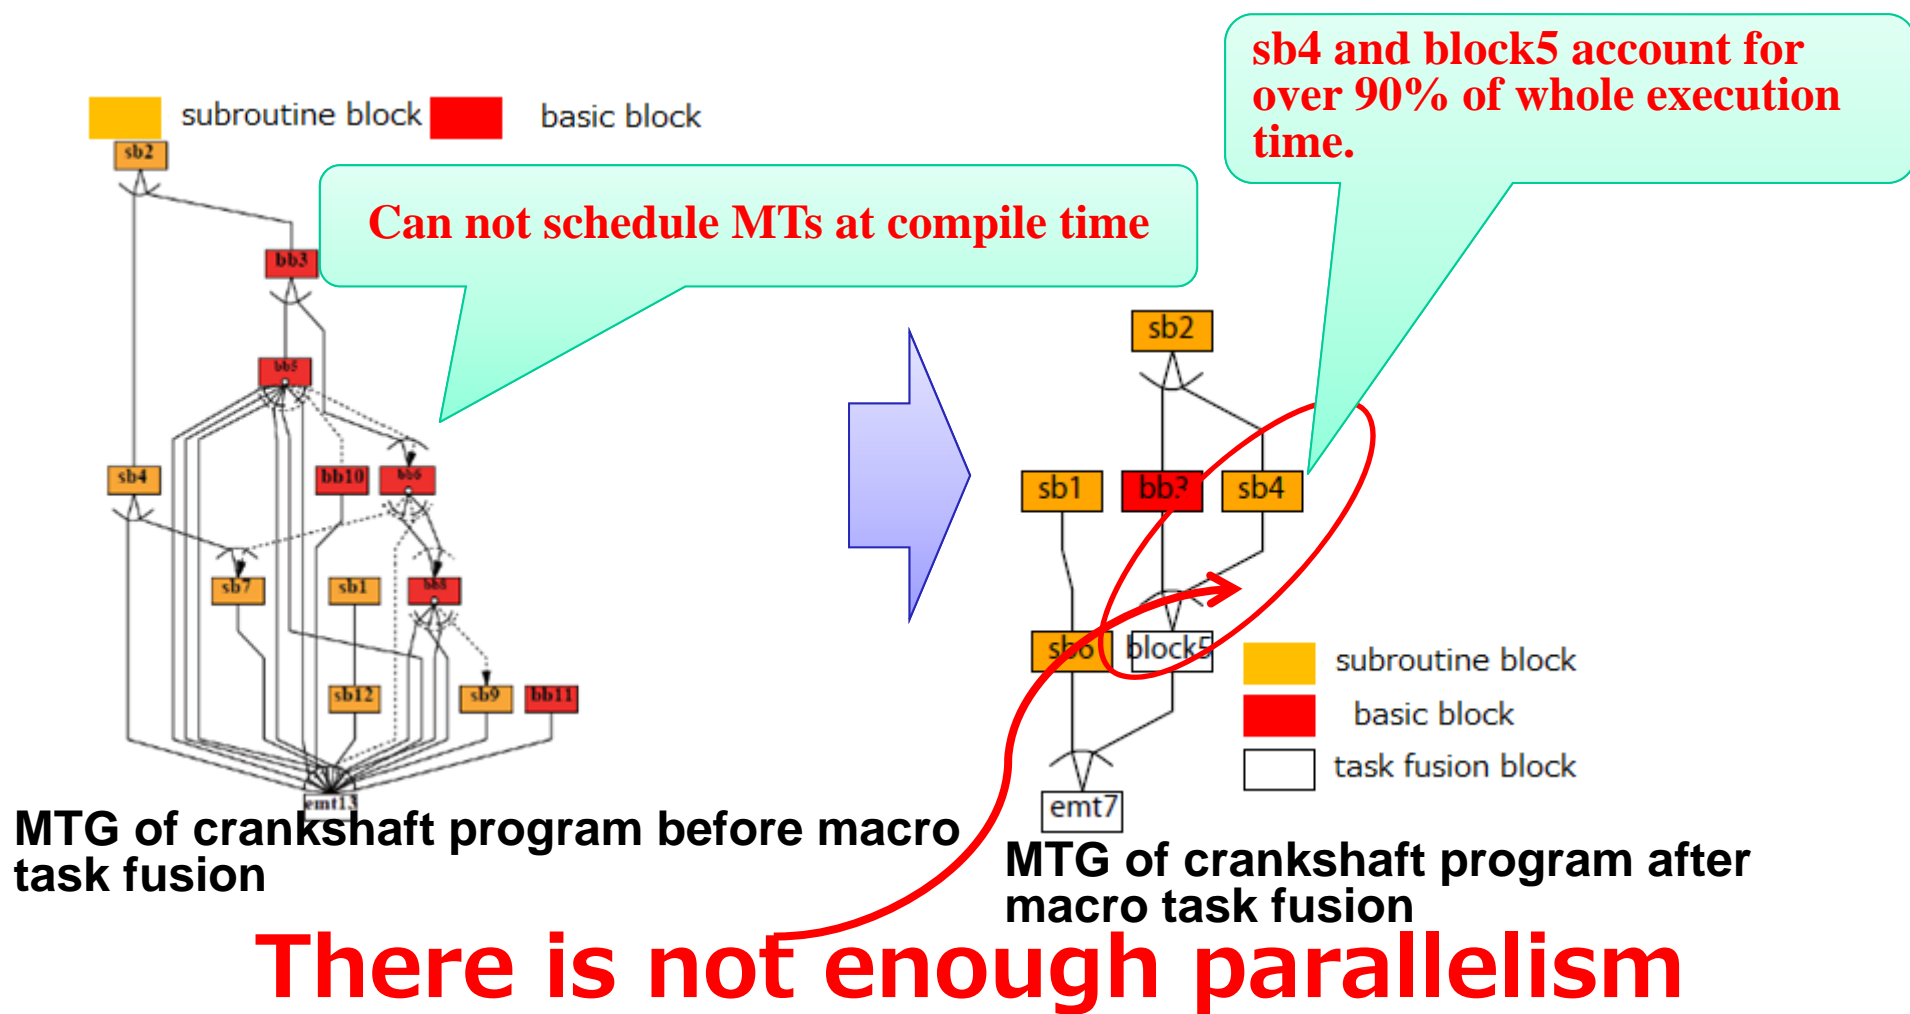 sb4 and block5 account for
over 90% of whole execution
time.
subroutine block
basic block
sb2
Can not schedule MTs at compile time
bb3
bb5
sb4
bb10
bb6
sb7
sb1
bb8
sb12
sb9
bb11
emt13
MTG of crankshaft program before macro
task fusion
sb2
sb1
bb3
sb4
sb6
block5
emt7
subroutine block
basic block
task fusion block
MTG of crankshaft program after
macro task fusion
There is not enough parallelism